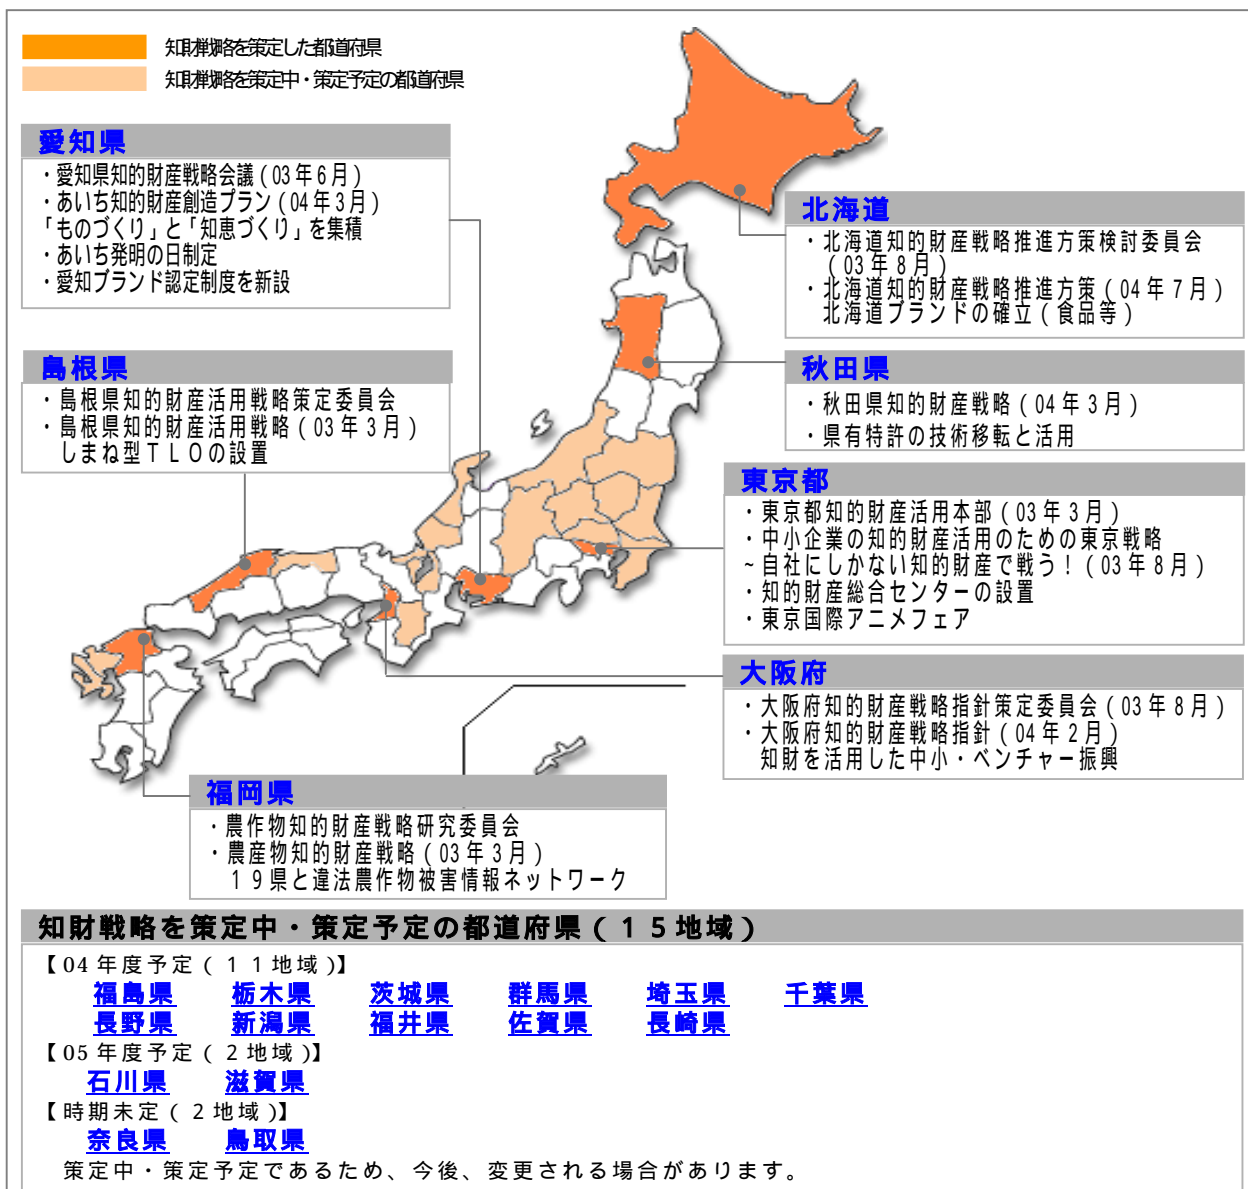 知財戦略を策定した都道府県
知財戦略を策定中・策定予定の都道府県
愛知県
・愛知県知的財産戦略会議(03年6月)
・あいち知的財産創造プラン(04年3月)
「ものづくり」と「知恵づくり」を集積
・あいち発明の日制定
・愛知ブランド認定制度を新設
北海道
・北海道知的財産戦略推進方策検討委員会
(03年8月)
・北海道知的財産戦略推進方策(04年7月)
北海道ブランドの確立(食品等)
島根県
・島根県知的財産活用戦略策定委員会
・島根県知的財産活用戦略(03年3月)
しまね型TLOの設置
秋田県
・秋田県知的財産戦略(04年3月)
・県有特許の技術移転と活用
東京都
・東京都知的財産活用本部(03年3月)
・中小企業の知的財産活用のための東京戦略
~自社にしかない知的財産で戦う!(03年8月)
・知的財産総合センターの設置
・東京国際アニメフェア
大阪府
・大阪府知的財産戦略指針策定委員会(03年8月)
・大阪府知的財産戦略指針(04年2月)
知財を活用した中小・ベンチャー振興
福岡県
・農作物知的財産戦略研究委員会
・農産物知的財産戦略(03年3月)
19県と違法農作物被害情報ネットワーク
知財戦略を策定中・策定予定の都道府県(15地域)
【04年度予定(11地域)】
福島県 栃木県 茨城県 群馬県 埼玉県 千葉県
長野県 新潟県 福井県 佐賀県 長崎県
【05年度予定(2地域)】
石川県 滋賀県
【時期未定(2地域)】
奈良県 鳥取県
策定中・策定予定であるため、今後、変更される場合があります。